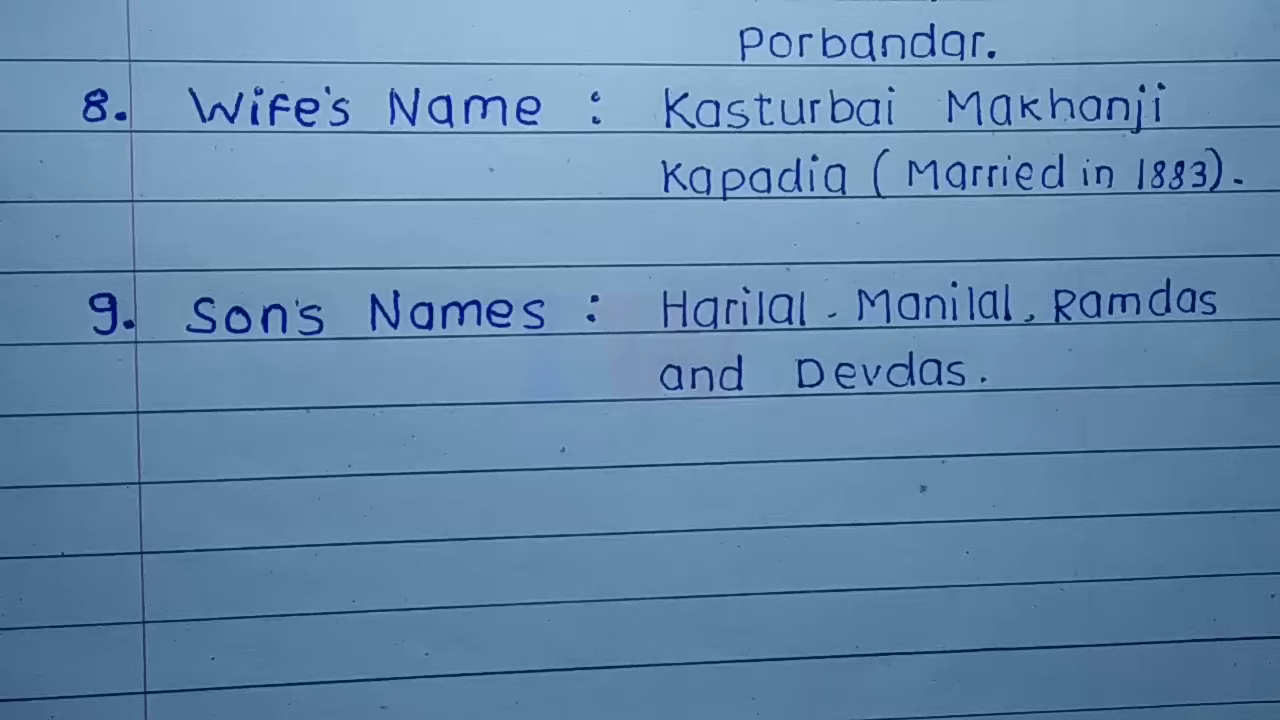 Porbandar.
8. Wife's Name : Kasturbai Makhanji
Kapadia (Married in 1883).
9. Son's Names : Harilal. Manilal, Ramdas
and Devdas.